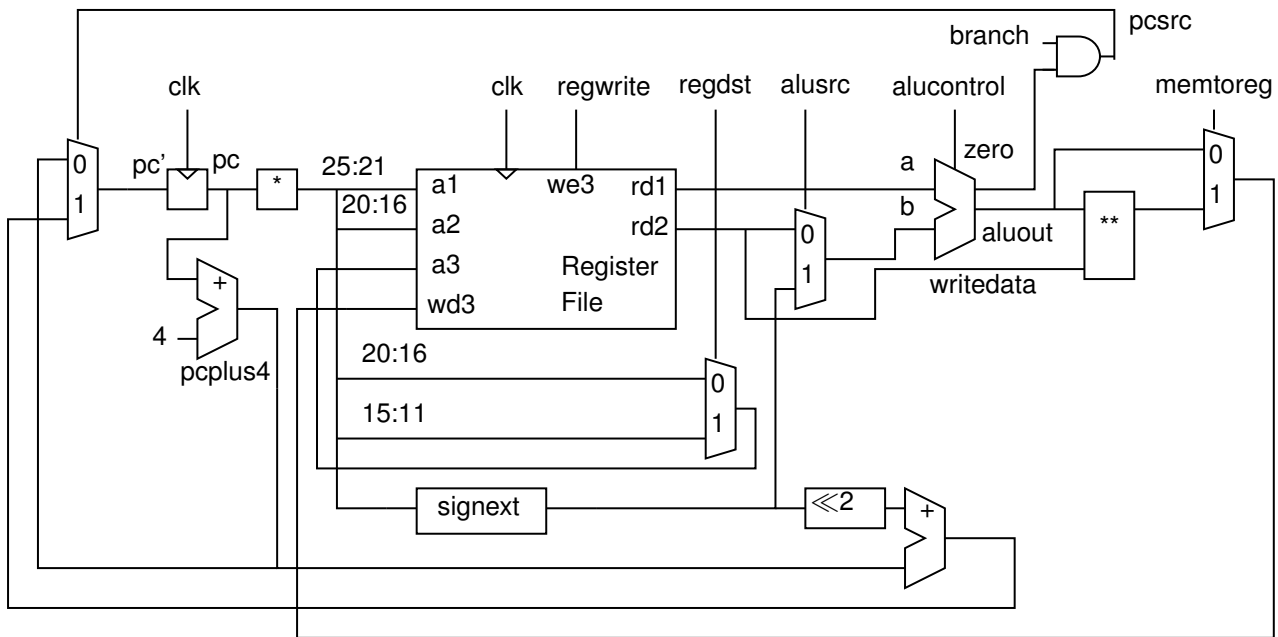 pcsrc
branch
clk
clk
regwrite
regdst
alusrc
alucontrol
memtoreg
0
1
pc'
pc
*
25:21
20:16
a1
a2
a3
wd3
we3
rd1
rd2
Register
File
a
b
zero
aluout
writedata
0
1
**
0
1
+
4
pcplus4
20:16
15:11
0
1
signext
≪2
+